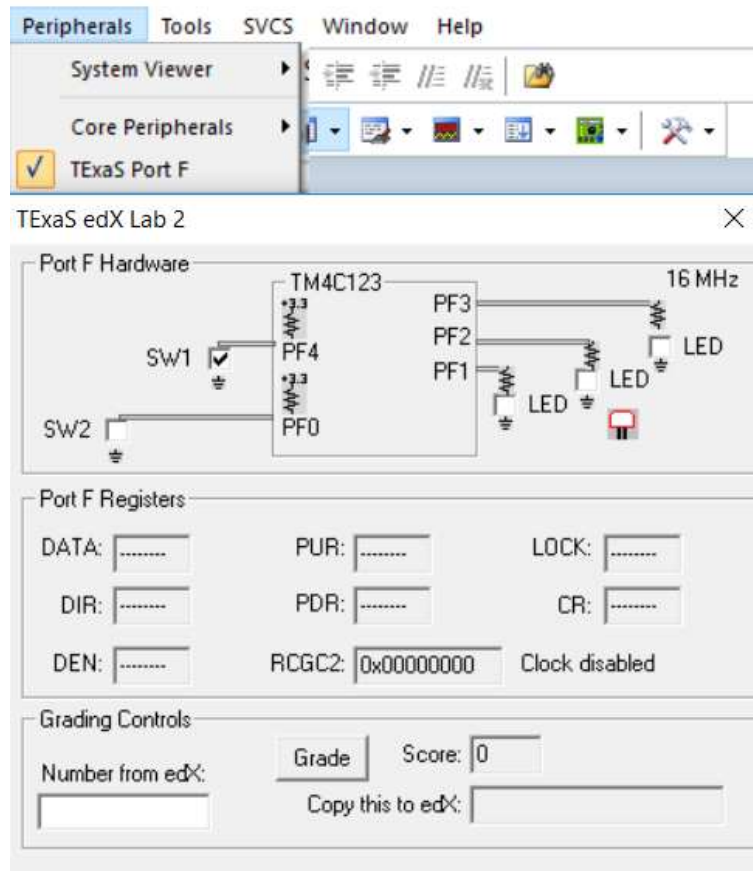 Peripherals Tools SVCS Window Help
System Viewer
Core Peripherals
TExaS Port F
TExaS edX Lab 2
Port F Hardware
TM4C123
16 MHz
+3.3
PF3
SW1
PF4
PF2
LED
+3.3
PF1
LED
SW2
PF0
LED
Port F Registers
DATA: --------
PUR: --------
LOCK: --------
DIR: --------
PDR: --------
CR: --------
DEN: --------
RCGC2: 0x00000000
Clock disabled
Grading Controls
Number from edX:
Grade
Score: 0
Copy this to edX: